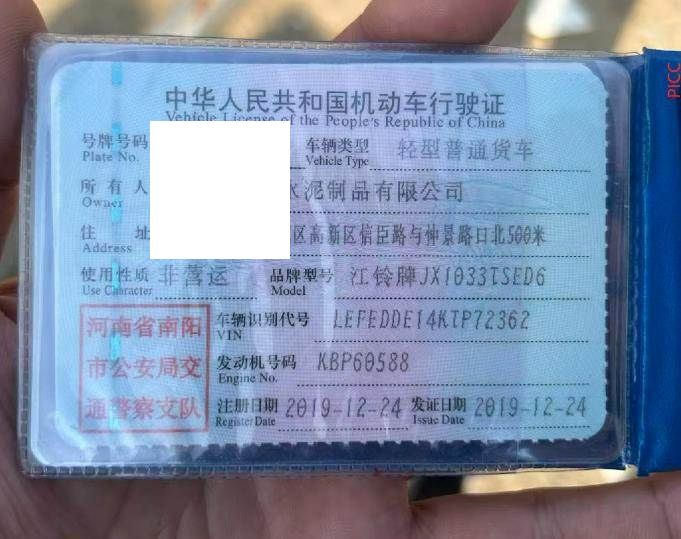 中华人民共和国机动车行驶证
Vehicle License of the People's Republic of China
号牌号码 车辆类型 轻型普通货车
Plate No. Vehicle Type
所有人 水泥制品有限公司
Owner
住址 区高新区信臣路与仲景路口北500米
Address
使用性质 非营运 品牌型号 江铃牌JX1033TSED6
Use Character Model
河南省南阳
市公安局交
通警察支队
车辆识别代号 LEFEDDE14KTP72362
VIN
发动机号码 KBP60588
Engine No.
注册日期 2019-12-24 发证日期 2019-12-24
Register Date Issue Date
PICC